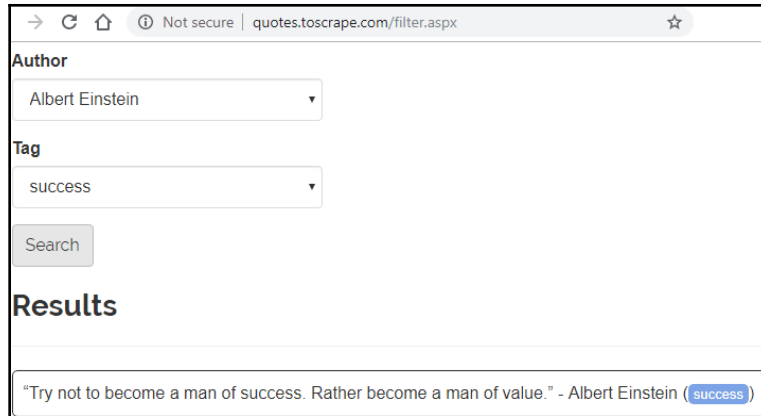 Not secure | quotes.toscrape.com/filter.aspx
Author
Albert Einstein
Tag
success
Search
Results
“Try not to become a man of success. Rather become a man of value.” - Albert Einstein (success)